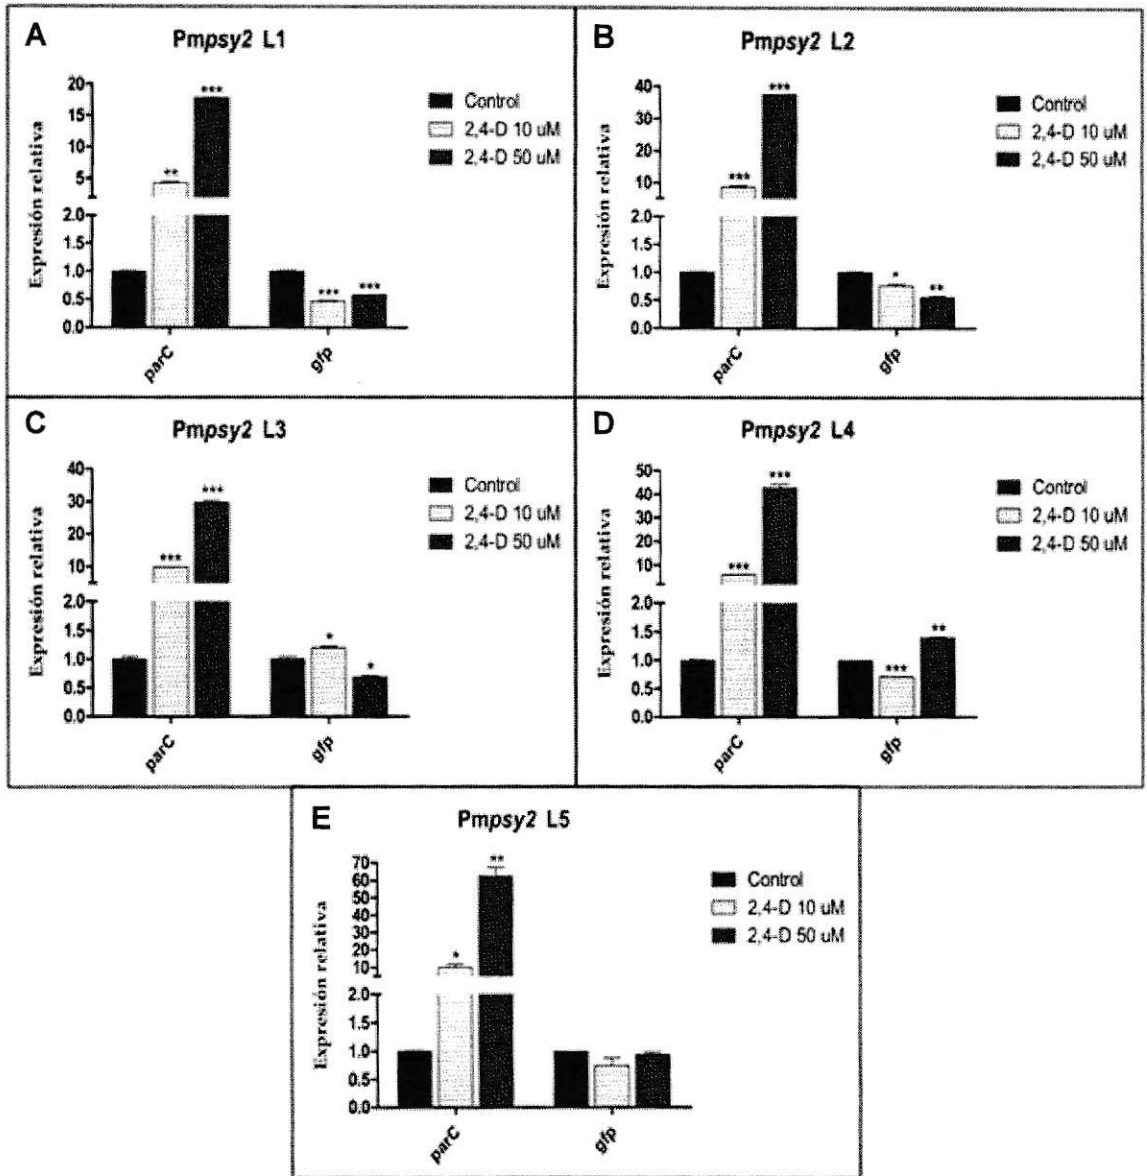 A
Pmpsy2 L1
Expresión relativa
20
15
10
5
2.0
1.5
1.0
0.5
0.0
***
**
***
***
parC
gfp
Control
2,4-D 10 uM
2,4-D 50 uM
B
Pmpsy2 L2
Expresión relativa
40
30
20
10
2.0
1.5
1.0
0.5
0.0
***
***
*
**
parC
gfp
Control
2,4-D 10 uM
2,4-D 50 uM
C
Pmpsy2 L3
Expresión relativa
40
30
20
10
2.0
1.5
1.0
0.5
0.0
***
***
*
*
parC
gfp
Control
2,4-D 10 uM
2,4-D 50 uM
D
Pmpsy2 L4
Expresión relativa
50
40
30
20
10
2.0
1.5
1.0
0.5
0.0
***
***
***
**
parC
gfp
Control
2,4-D 10 uM
2,4-D 50 uM
E
Pmpsy2 L5
Expresión relativa
70
60
50
40
30
20
10
2.0
1.5
1.0
0.5
0.0
**
*
parC
gfp
Control
2,4-D 10 uM
2,4-D 50 uM